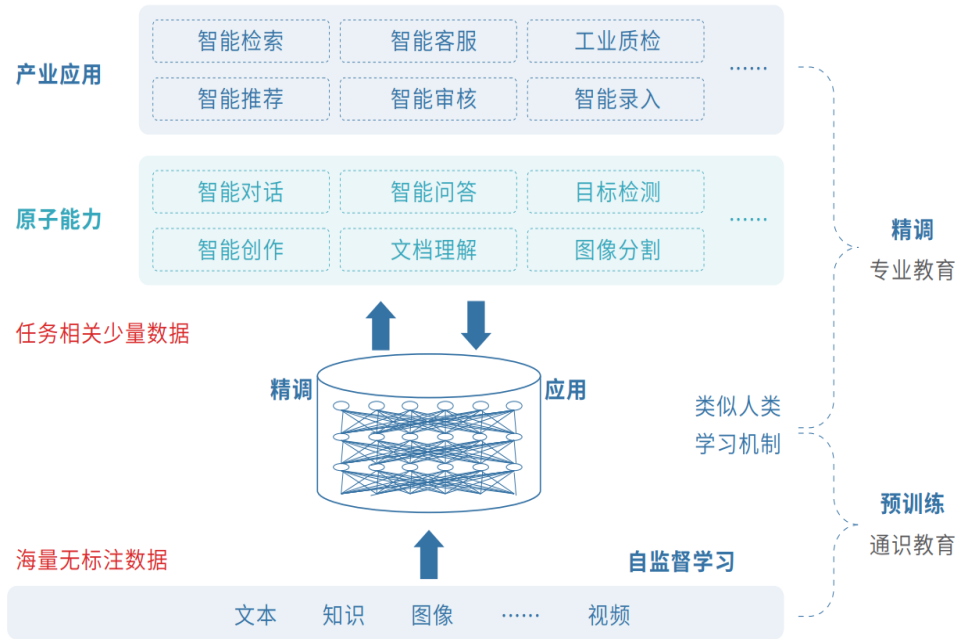 智能检索 智能客服 工业质检
产业应用 ……
智能推荐 智能审核 智能录入
智能对话 智能问答 目标检测
原子能力 ……
智能创作 文档理解 图像分割
精调
专业教育
任务相关少量数据
精调 应用
类似人类
学习机制
预训练
通识教育
海量无标注数据 自监督学习
文本 知识 图像 …… 视频